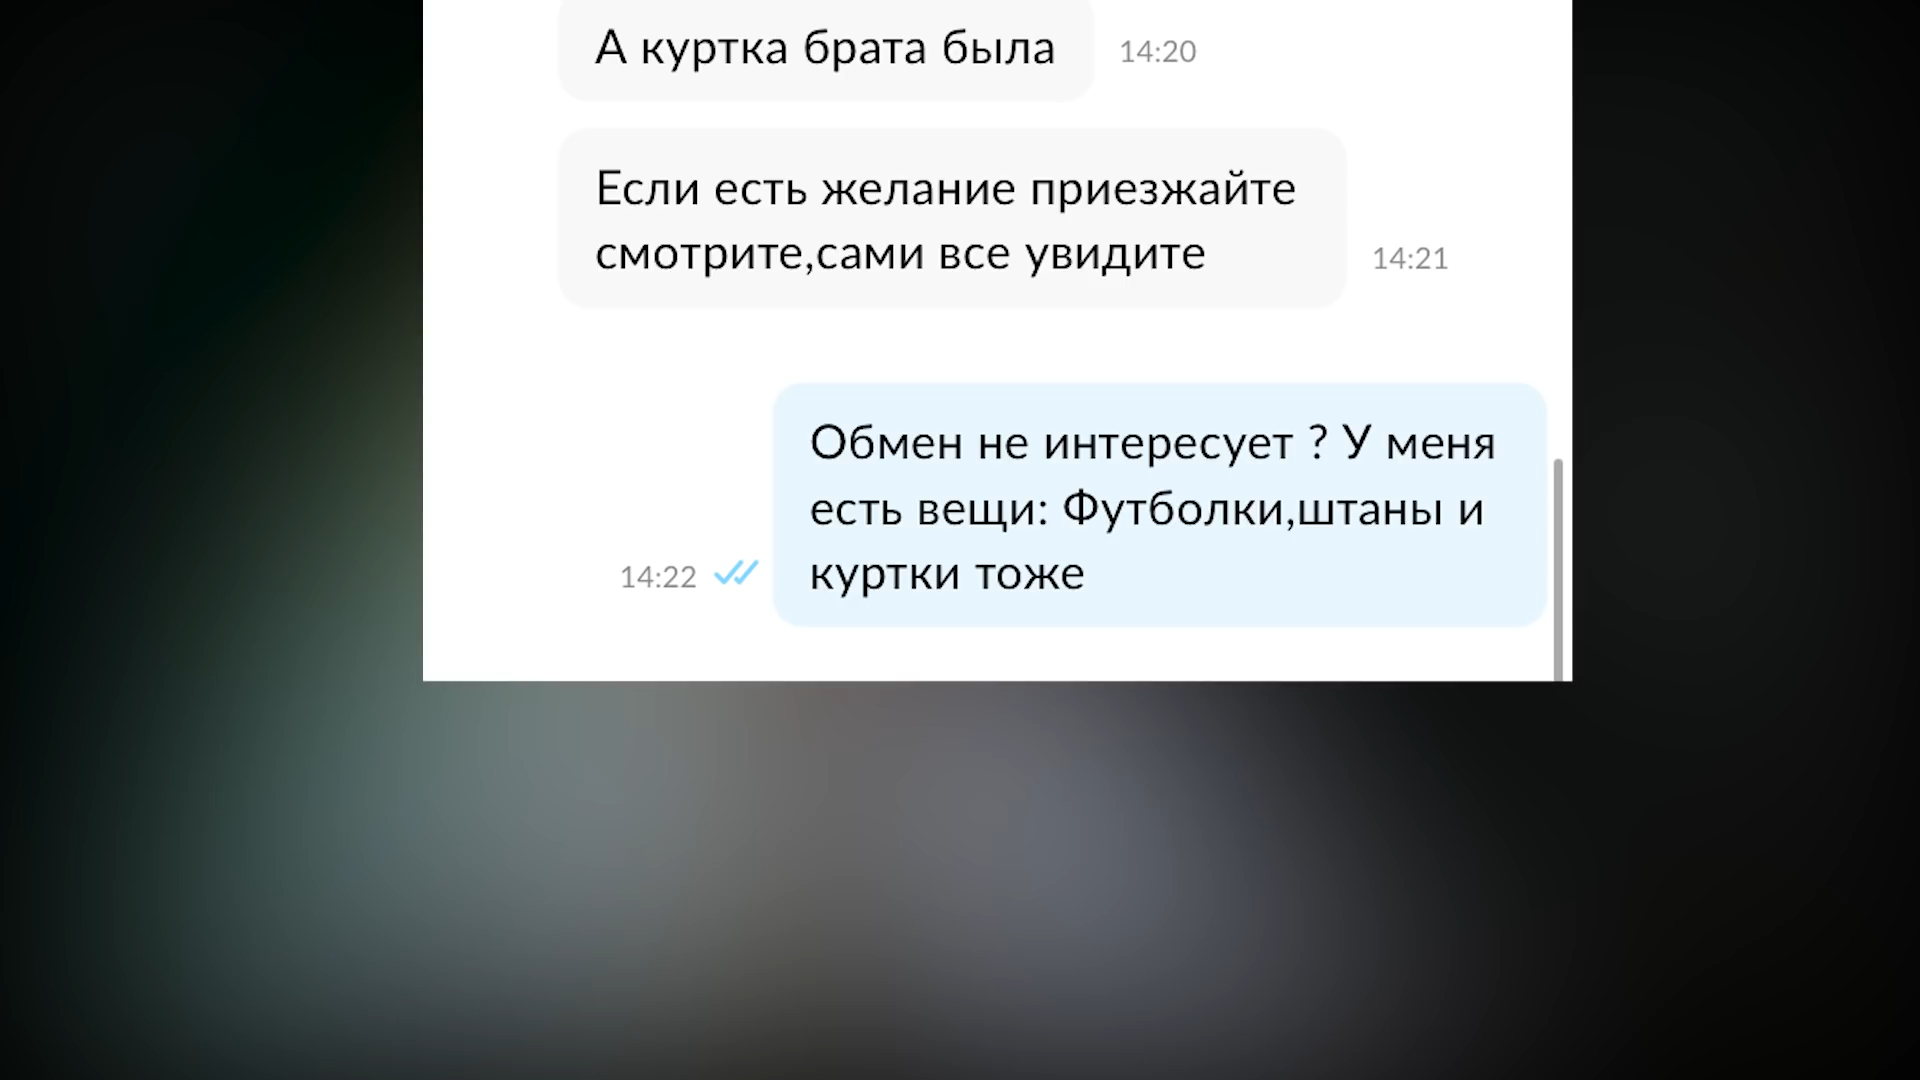 А куртка брата была 14:20
Если есть желание приезжайте
смотрите,сами все увидите 14:21
Обмен не интересует ? У меня
есть вещи: Футболки,штаны и
14:22 куртки тоже